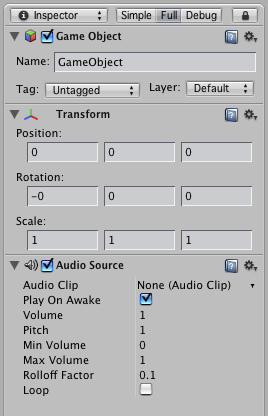 Inspector Simple Full Debug
Game Object
Name: GameObject
Tag: Untagged Layer: Default
Transform
Position:
0 0 0
Rotation:
−0 0 0
Scale:
1 1 1
Audio Source
Audio Clip None (Audio Clip)
Play On Awake
Volume 1
Pitch 1
Min Volume 0
Max Volume 1
Rolloff Factor 0.1
Loop